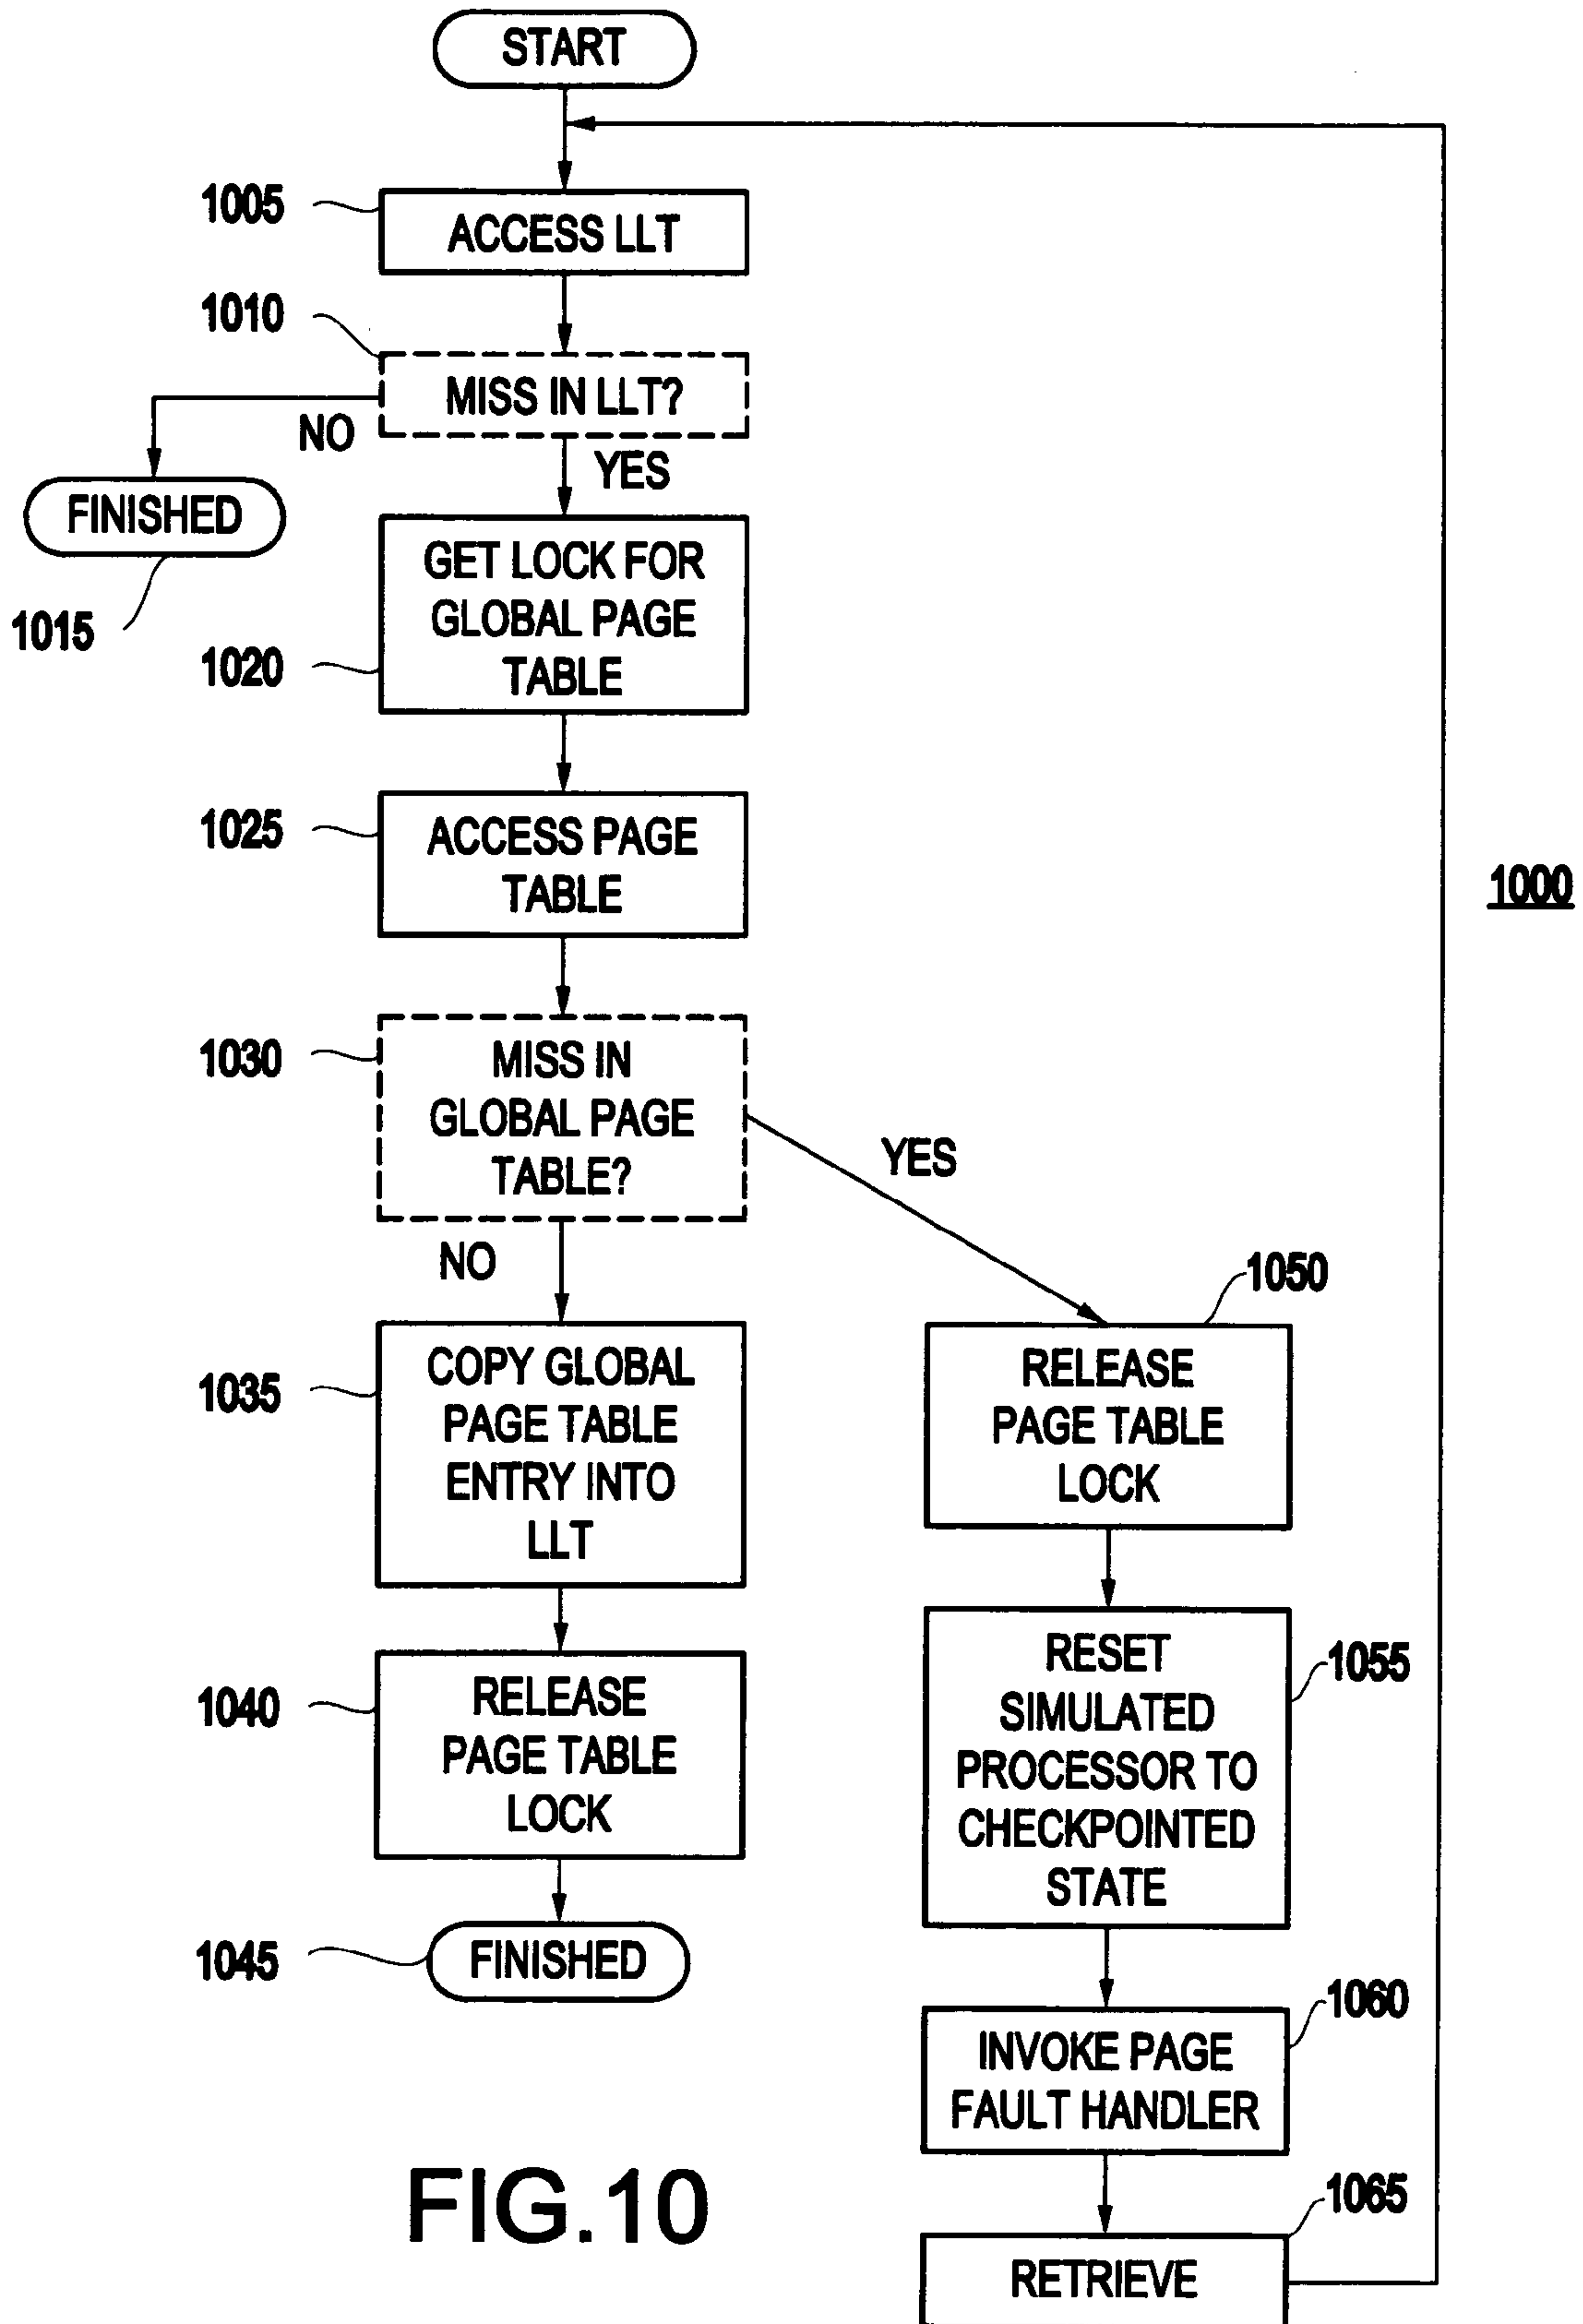 START
1005
ACCESS LLT
1010
MISS IN LLT?
NO
YES
FINISHED
1015
GET LOCK FOR
GLOBAL PAGE
TABLE
1020
1025
ACCESS PAGE
TABLE
1000
1030
MISS IN
GLOBAL PAGE
TABLE?
YES
NO
1035
COPY GLOBAL
PAGE TABLE
ENTRY INTO
LLT
1040
RELEASE
PAGE TABLE
LOCK
1045
FINISHED
1050
RELEASE
PAGE TABLE
LOCK
1055
RESET
SIMULATED
PROCESSOR TO
CHECKPOINTED
STATE
1060
INVOKE PAGE
FAULT HANDLER
1065
RETRIEVE
FIG.10